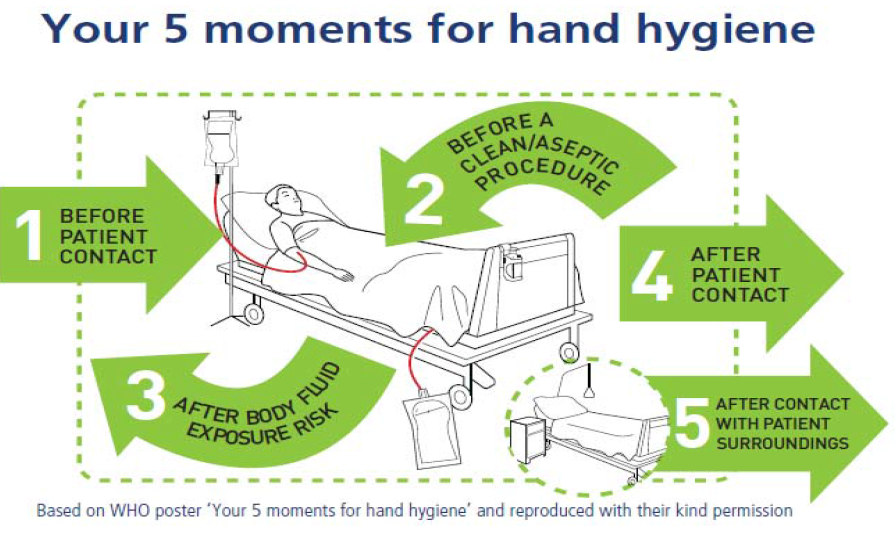 Your 5 moments for hand hygiene
1
BEFORE
PATIENT
CONTACT
2
BEFORE A
CLEAN/ASEPTIC
PROCEDURE
3
AFTER BODY FLUID
EXPOSURE RISK
4
AFTER
PATIENT
CONTACT
5
AFTER CONTACT
WITH PATIENT
SURROUNDINGS
Based on WHO poster ‘Your 5 moments for hand hygiene’ and reproduced with their kind permission